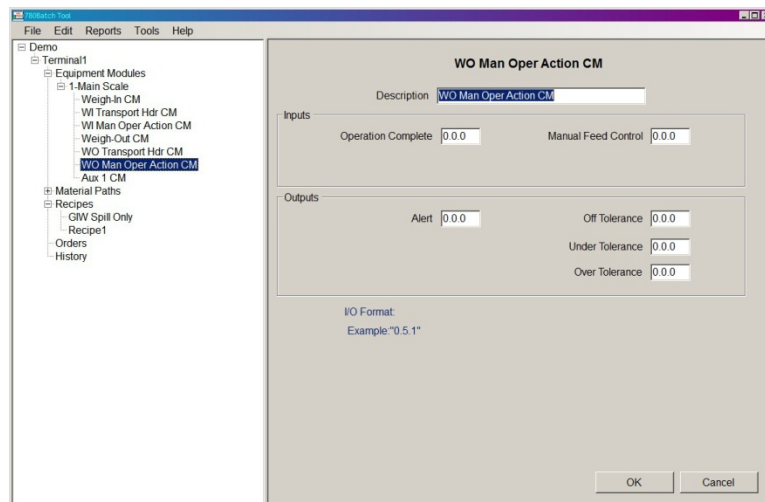 780Batch Tool
File Edit Reports Tools Help
Demo
Terminal1
Equipment Modules
1-Main Scale
Weigh-In CM
WI Transport Hdr CM
WI Man Oper Action CM
Weigh-Out CM
WO Transport Hdr CM
WO Man Oper Action CM
Aux 1 CM
Material Paths
Recipes
GIW Spill Only
Recipe1
Orders
History
WO Man Oper Action CM
Description WO Man Oper Action CM
Inputs
Operation Complete 0.0.0 Manual Feed Control 0.0.0
Outputs
Alert 0.0.0 Off Tolerance 0.0.0
Under Tolerance 0.0.0
Over Tolerance 0.0.0
I/O Format:
Example:"0.5.1"
OK Cancel